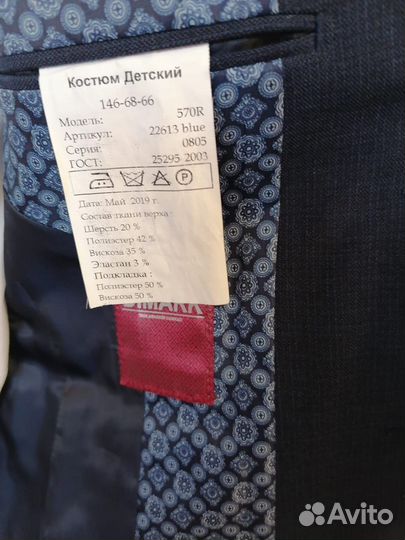 Костюм Детский
146-68-66
Модель: 570R
Артикул: 22613 blue
Серия: 0805
ГОСТ: 25295 2003
P
Дата: Май 2019 г.
Состав ткани верха:
Шерсть 20 %
Полиэстер 42 %
Вискоза 35 %
Эластан 3 %
Подкладка:
Полиэстер 50 %
Вискоза 50 %
Avito